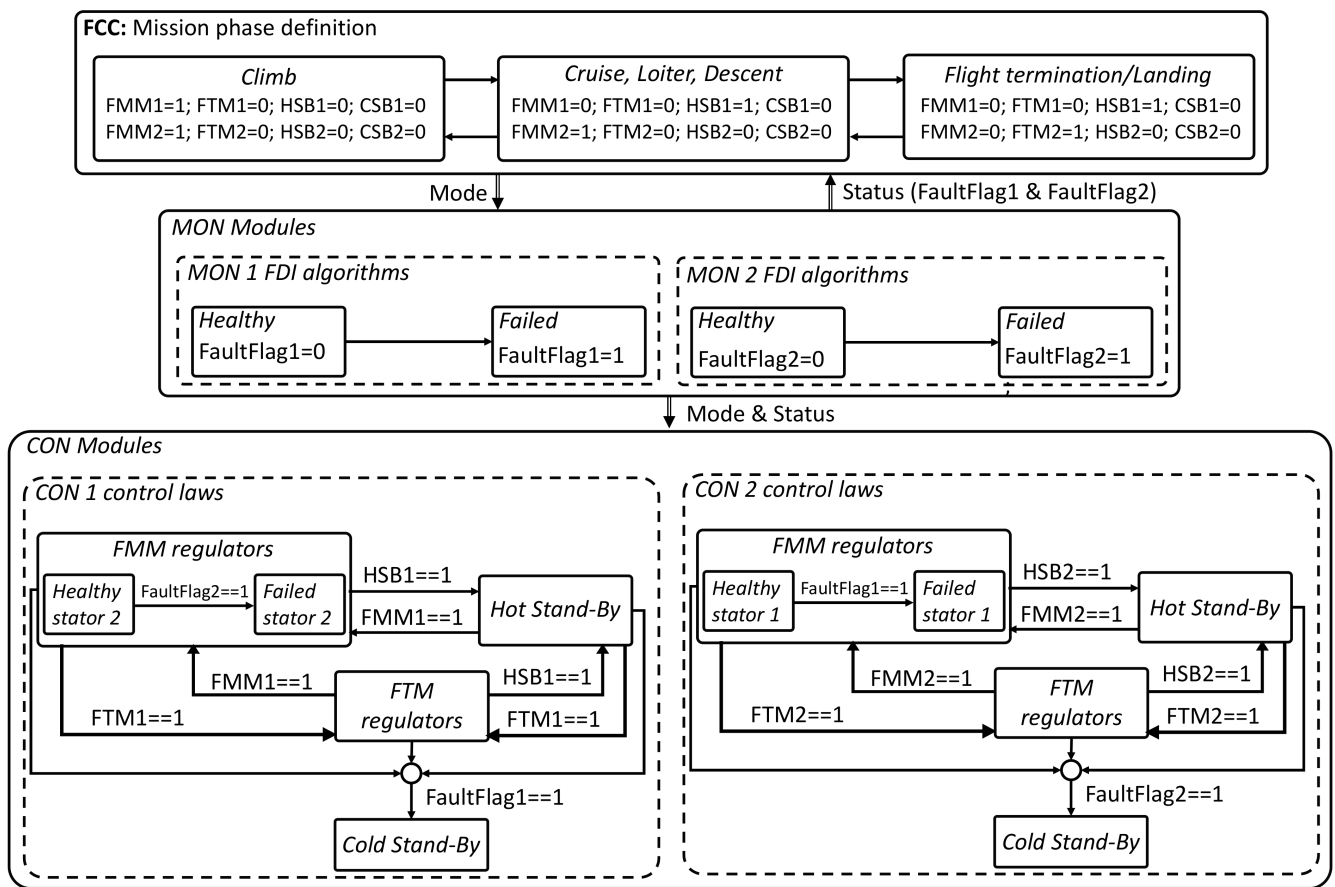 FCC: Mission phase definition
Climb
FMM1=1; FTM1=0; HSB1=0; CSB1=0
FMM2=1; FTM2=0; HSB2=0; CSB2=0
Cruise, Loiter, Descent
FMM1=0; FTM1=0; HSB1=1; CSB1=0
FMM2=1; FTM2=0; HSB2=0; CSB2=0
Flight termination/Landing
FMM1=0; FTM1=0; HSB1=1; CSB1=0
FMM2=0; FTM2=1; HSB2=0; CSB2=0
Mode
Status (FaultFlag1 & FaultFlag2)
MON Modules
MON 1 FDI algorithms
Healthy
FaultFlag1=0
Failed
FaultFlag1=1
MON 2 FDI algorithms
Healthy
FaultFlag2=0
Failed
FaultFlag2=1
Mode & Status
CON Modules
CON 1 control laws
FMM regulators
Healthy
stator 2
FaultFlag2==1
Failed
stator 2
HSB1==1
FMM1==1
Hot Stand-By
FMM1==1
HSB1==1
FTM
regulators
FTM1==1
FTM1==1
FaultFlag1==1
Cold Stand-By
CON 2 control laws
FMM regulators
Healthy
stator 1
FaultFlag1==1
Failed
stator 1
HSB2==1
FMM2==1
Hot Stand-By
FMM2==1
HSB2==1
FTM
regulators
FTM2==1
FTM2==1
FaultFlag2==1
Cold Stand-By